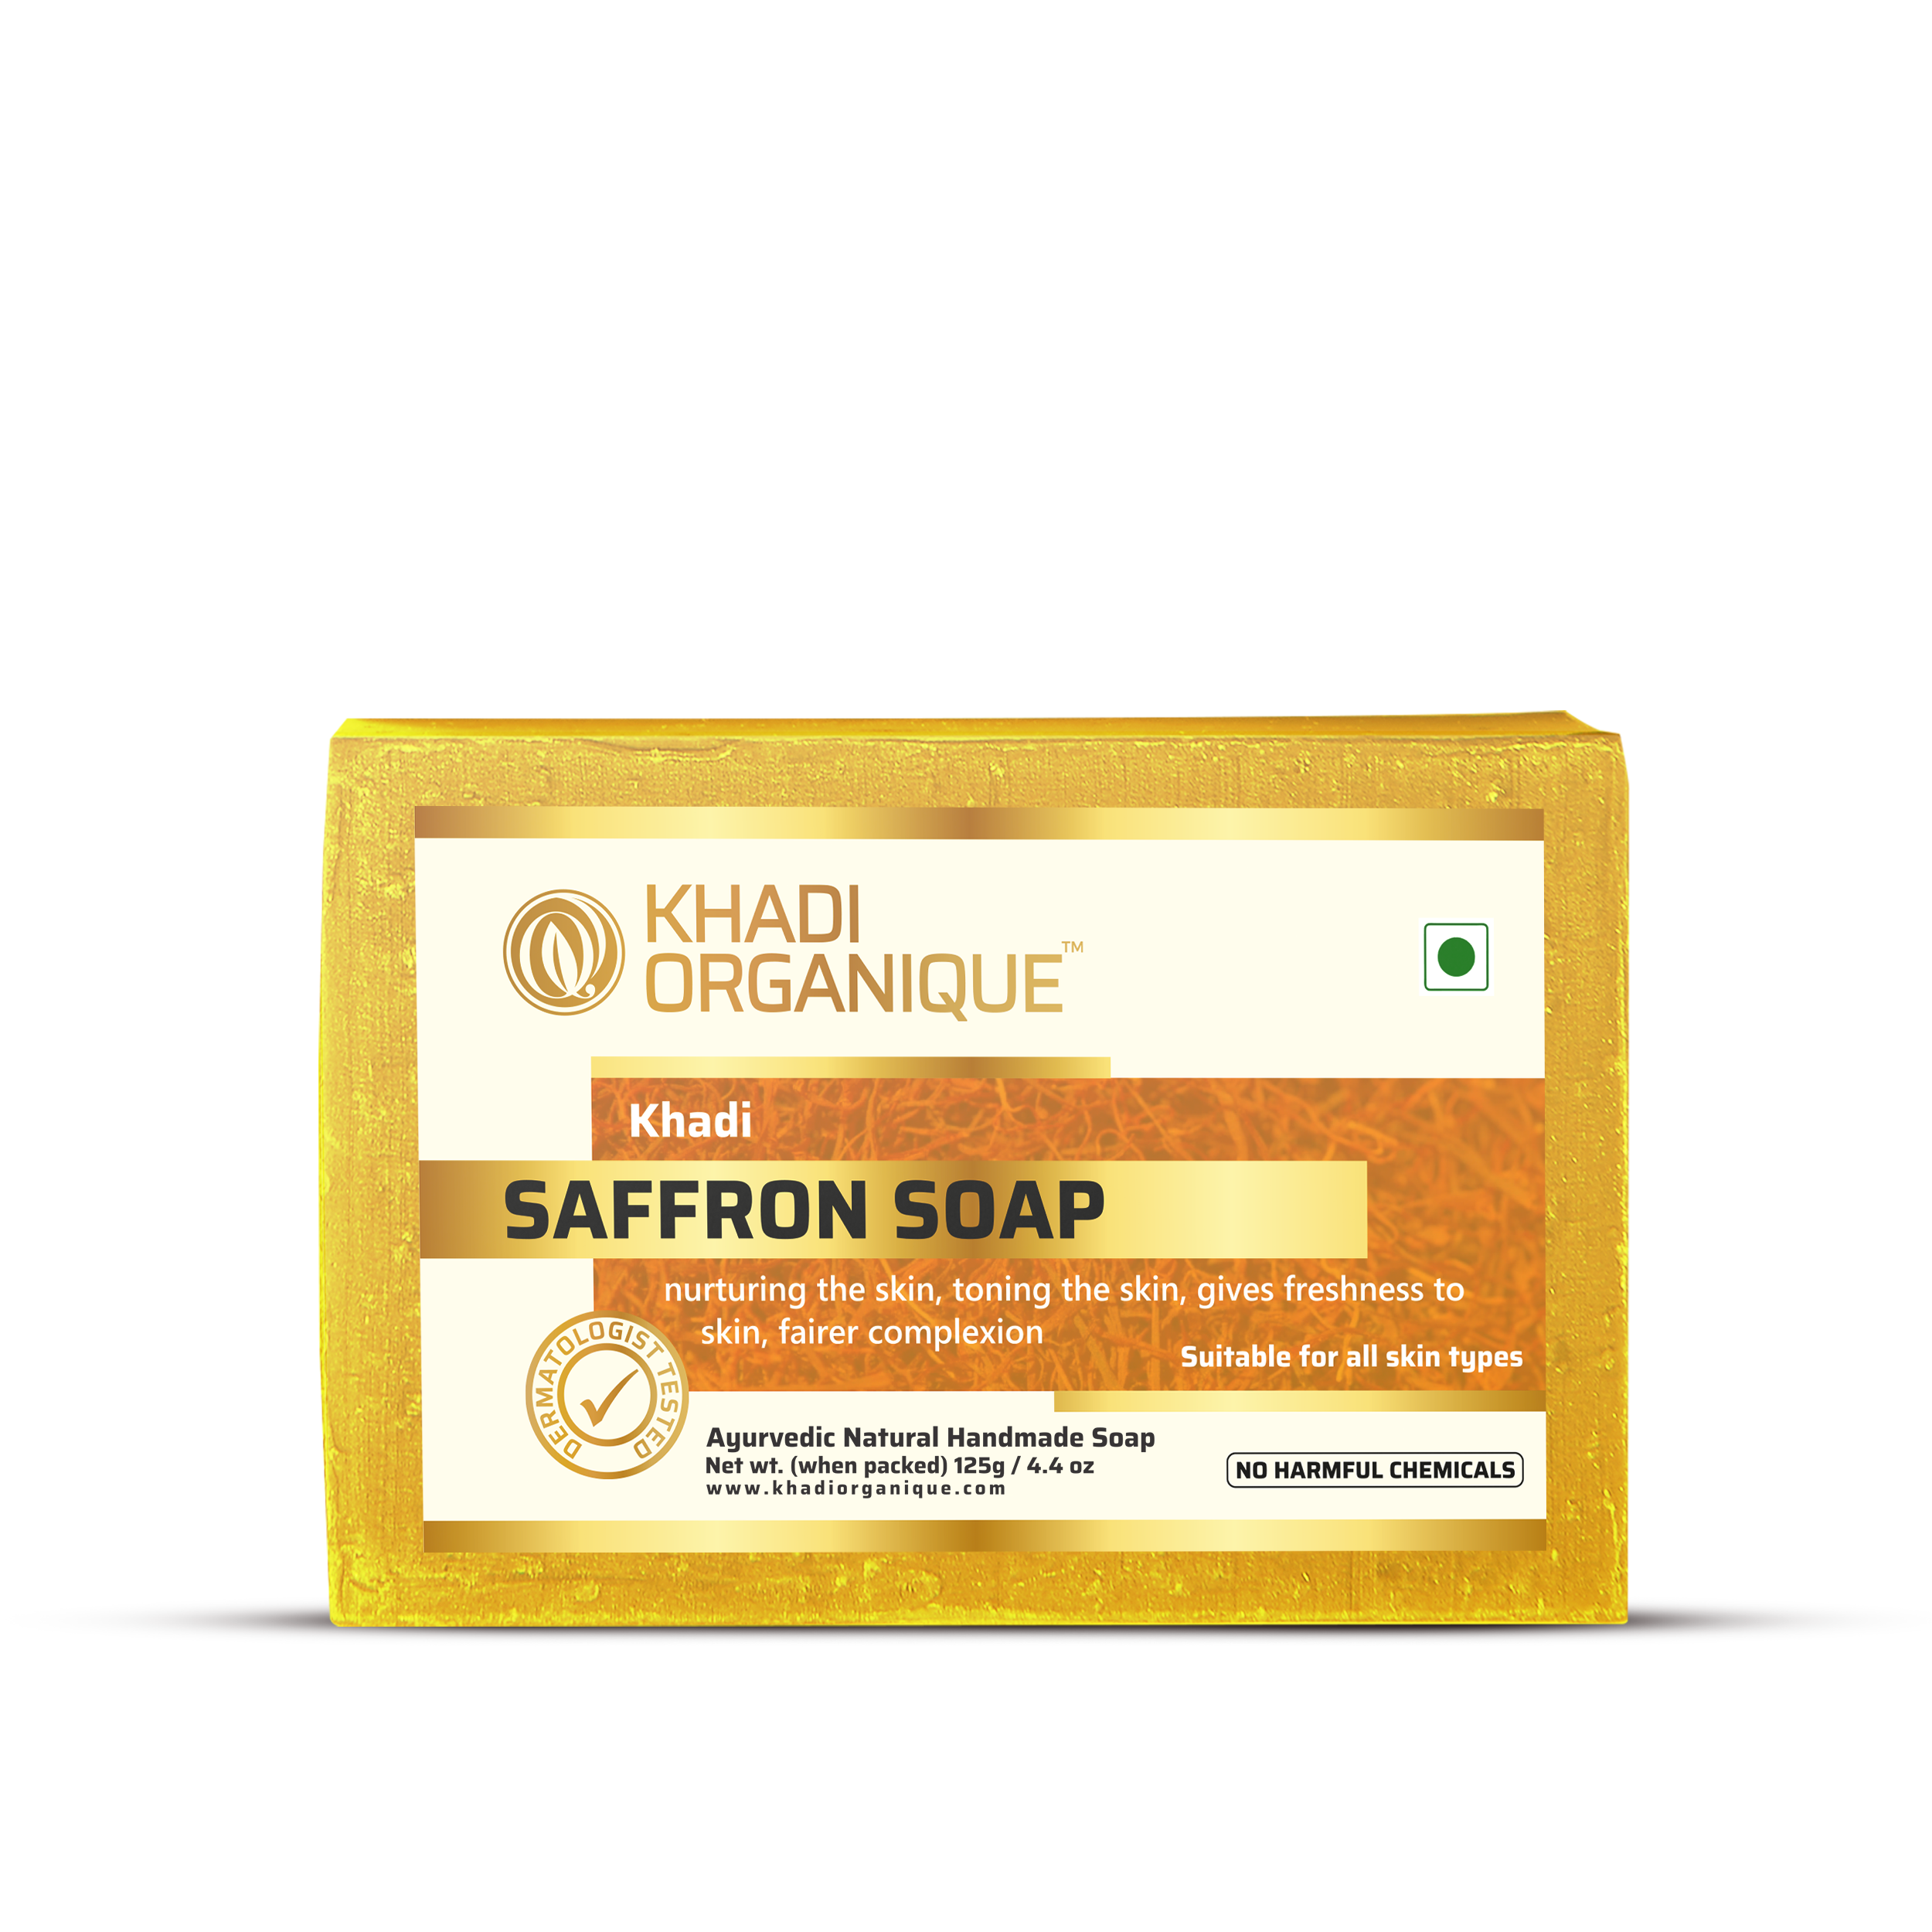 KHADI
ORGANIQUE™
Khadi
SAFFRON SOAP
nurturing the skin, toning the skin, gives freshness to
skin, fairer complexion
Suitable for all skin types
DERMATOLOGIST TESTED
Ayurvedic Natural Handmade Soap
Net wt. (when packed) 125g / 4.4 oz
www.khadiorganique.com
NO HARMFUL CHEMICALS